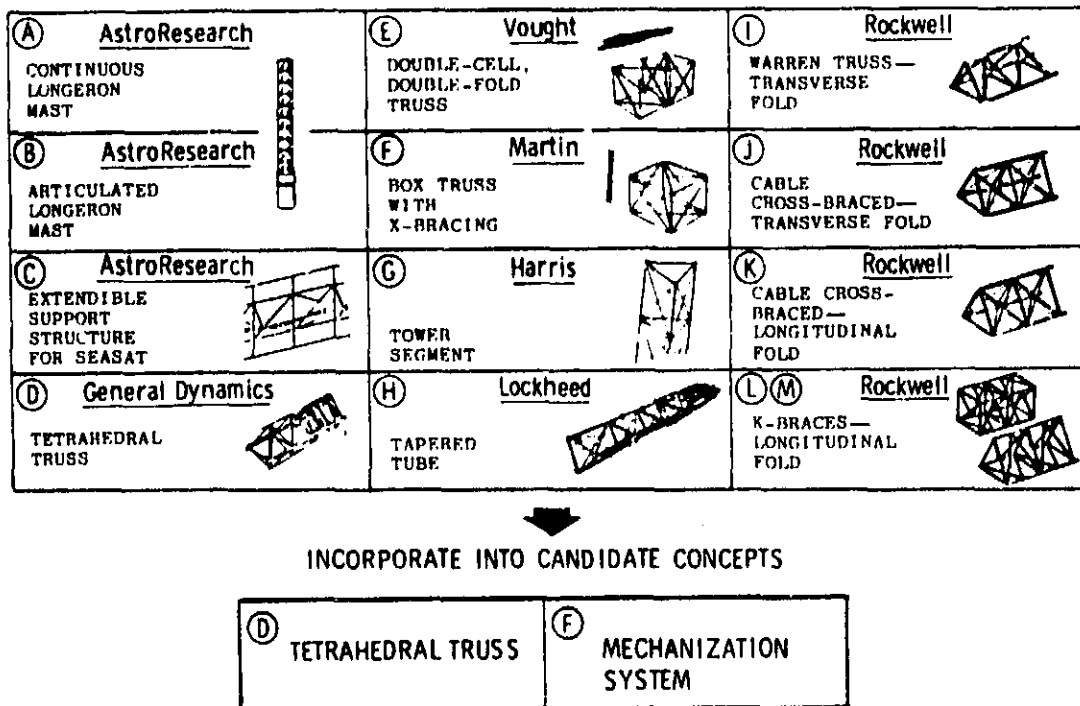 A AstroResearch
CONTINUOUS
LONGERON
MAST
B AstroResearch
ARTICULATED
LONGERON
MAST
C AstroResearch
EXTENDIBLE
SUPPORT
STRUCTURE
FOR SEASAT
D General Dynamics
TETRAHEDRAL
TRUSS
E Vought
DOUBLE-CELL,
DOUBLE-FOLD
TRUSS
F Martin
BOX TRUSS
WITH
X-BRACING
G Harris
TOWER
SEGMENT
H Lockheed
TAPERED
TUBE
I Rockwell
WARREN TRUSS—
TRANSVERSE
FOLD
J Rockwell
CABLE
CROSS-BRACED—
TRANSVERSE FOLD
K Rockwell
CABLE CROSS-
BRACED—
LONGITUDINAL
FOLD
L M Rockwell
K-BRACES—
LONGITUDINAL
FOLD
INCORPORATE INTO CANDIDATE CONCEPTS
D TETRAHEDRAL TRUSS
F MECHANIZATION
SYSTEM